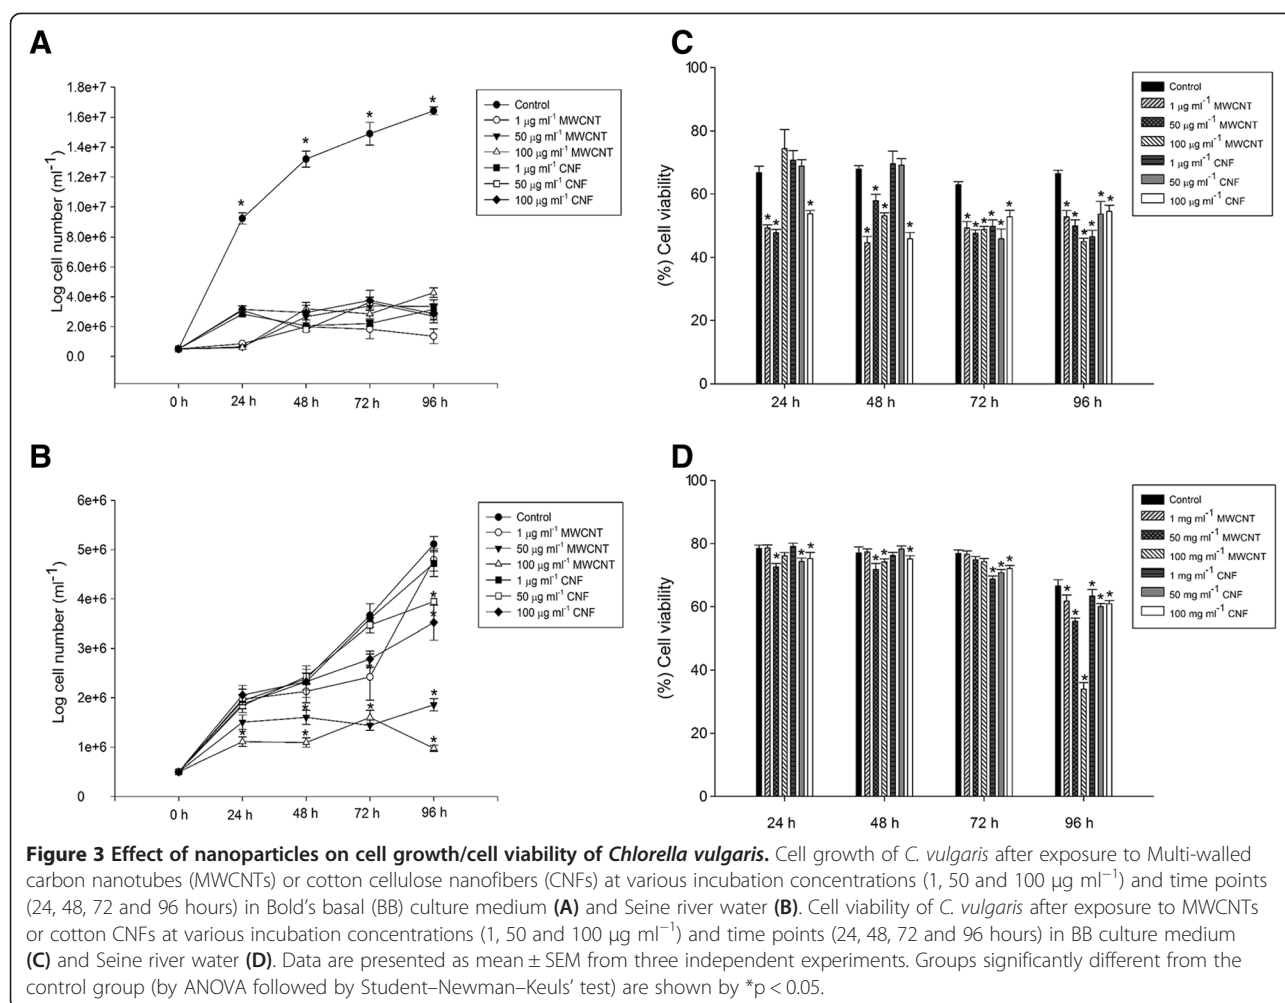 A
Log cell number (ml⁻¹)
1.8e+7
1.6e+7
1.4e+7
1.2e+7
1.0e+7
8.0e+6
6.0e+6
4.0e+6
2.0e+6
0.0
0 h
24 h
48 h
72 h
96 h
* * * *
Control
1 µg ml⁻¹ MWCNT
50 µg ml⁻¹ MWCNT
100 µg ml⁻¹ MWCNT
1 µg ml⁻¹ CNF
50 µg ml⁻¹ CNF
100 µg ml⁻¹ CNF
C
(%) Cell viability
100
80
60
40
20
0
24 h
48 h
72 h
96 h
Control
1 µg ml⁻¹ MWCNT
50 µg ml⁻¹ MWCNT
100 µg ml⁻¹ MWCNT
1 µg ml⁻¹ CNF
50 µg ml⁻¹ CNF
100 µg ml⁻¹ CNF
B
Log cell number (ml⁻¹)
6e+6
5e+6
4e+6
3e+6
2e+6
1e+6
0
0 h
24 h
48 h
72 h
96 h
Control
1 µg ml⁻¹ MWCNT
50 µg ml⁻¹ MWCNT
100 µg ml⁻¹ MWCNT
1 µg ml⁻¹ CNF
50 µg ml⁻¹ CNF
100 µg ml⁻¹ CNF
D
(%) Cell viability
100
80
60
40
20
0
24 h
48 h
72 h
96 h
Control
1 mg ml⁻¹ MWCNT
50 mg ml⁻¹ MWCNT
100 mg ml⁻¹ MWCNT
1 mg ml⁻¹ CNF
50 mg ml⁻¹ CNF
100 mg ml⁻¹ CNF
Figure 3 Effect of nanoparticles on cell growth/cell viability of Chlorella vulgaris. Cell growth of C. vulgaris after exposure to Multi-walled
carbon nanotubes (MWCNTs) or cotton cellulose nanofibers (CNFs) at various incubation concentrations (1, 50 and 100 µg ml⁻¹) and time points
(24, 48, 72 and 96 hours) in Bold's basal (BB) culture medium (A) and Seine river water (B). Cell viability of C. vulgaris after exposure to MWCNTs
or cotton CNFs at various incubation concentrations (1, 50 and 100 µg ml⁻¹) and time points (24, 48, 72 and 96 hours) in BB culture medium
(C) and Seine river water (D). Data are presented as mean ± SEM from three independent experiments. Groups significantly different from the
control group (by ANOVA followed by Student–Newman–Keuls' test) are shown by *p < 0.05.